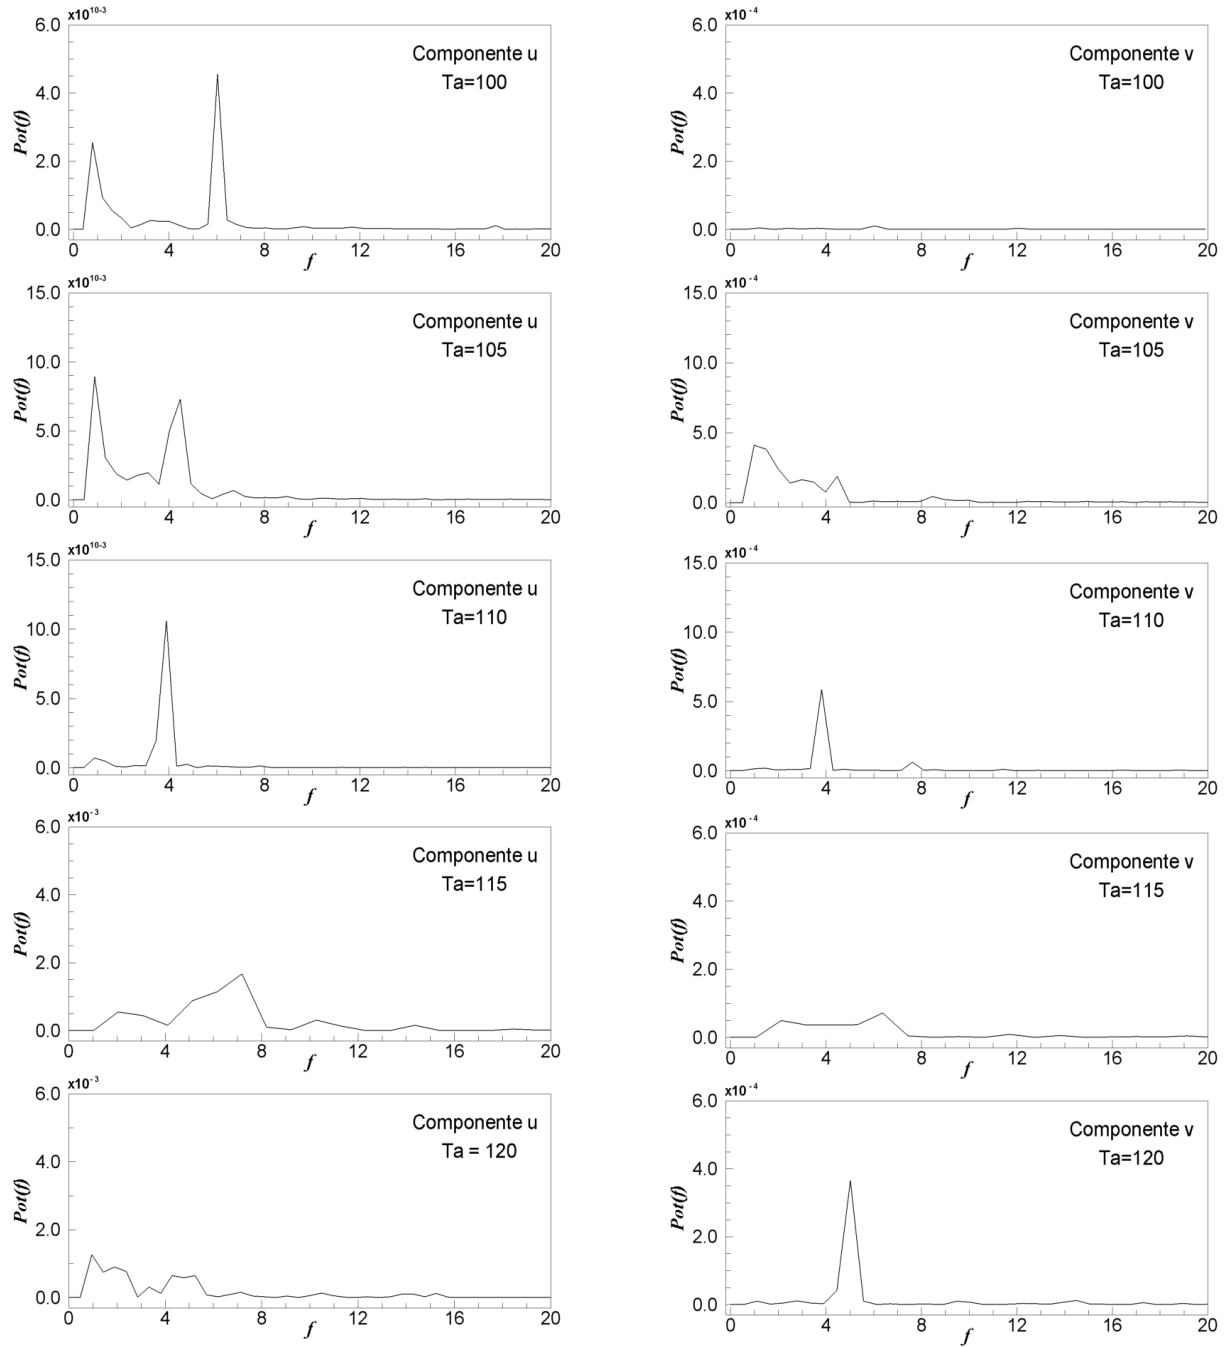 x10^10-3
6.0
4.0
2.0
0.0
Pot(f)
0 4 8 12 16 20
f
Componente u
Ta=100
x10^-4
6.0
4.0
2.0
0.0
Pot(f)
0 4 8 12 16 20
f
Componente v
Ta=100
x10^10-3
15.0
10.0
5.0
0.0
Pot(f)
0 4 8 12 16 20
f
Componente u
Ta=105
x10^-4
15.0
10.0
5.0
0.0
Pot(f)
0 4 8 12 16 20
f
Componente v
Ta=105
x10^10-3
15.0
10.0
5.0
0.0
Pot(f)
0 4 8 12 16 20
f
Componente u
Ta=110
x10^-4
15.0
10.0
5.0
0.0
Pot(f)
0 4 8 12 16 20
f
Componente v
Ta=110
x10^-3
6.0
4.0
2.0
0.0
Pot(f)
0 4 8 12 16 20
f
Componente u
Ta=115
x10^-4
6.0
4.0
2.0
0.0
Pot(f)
0 4 8 12 16 20
f
Componente v
Ta=115
x10^-3
6.0
4.0
2.0
0.0
Pot(f)
0 4 8 12 16 20
f
Componente u
Ta = 120
x10^-4
6.0
4.0
2.0
0.0
Pot(f)
0 4 8 12 16 20
f
Componente v
Ta=120